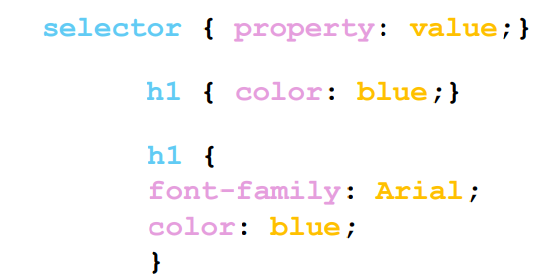 selector { property: value;}
h1 { color: blue;}
h1 {
font-family: Arial;
color: blue;
}